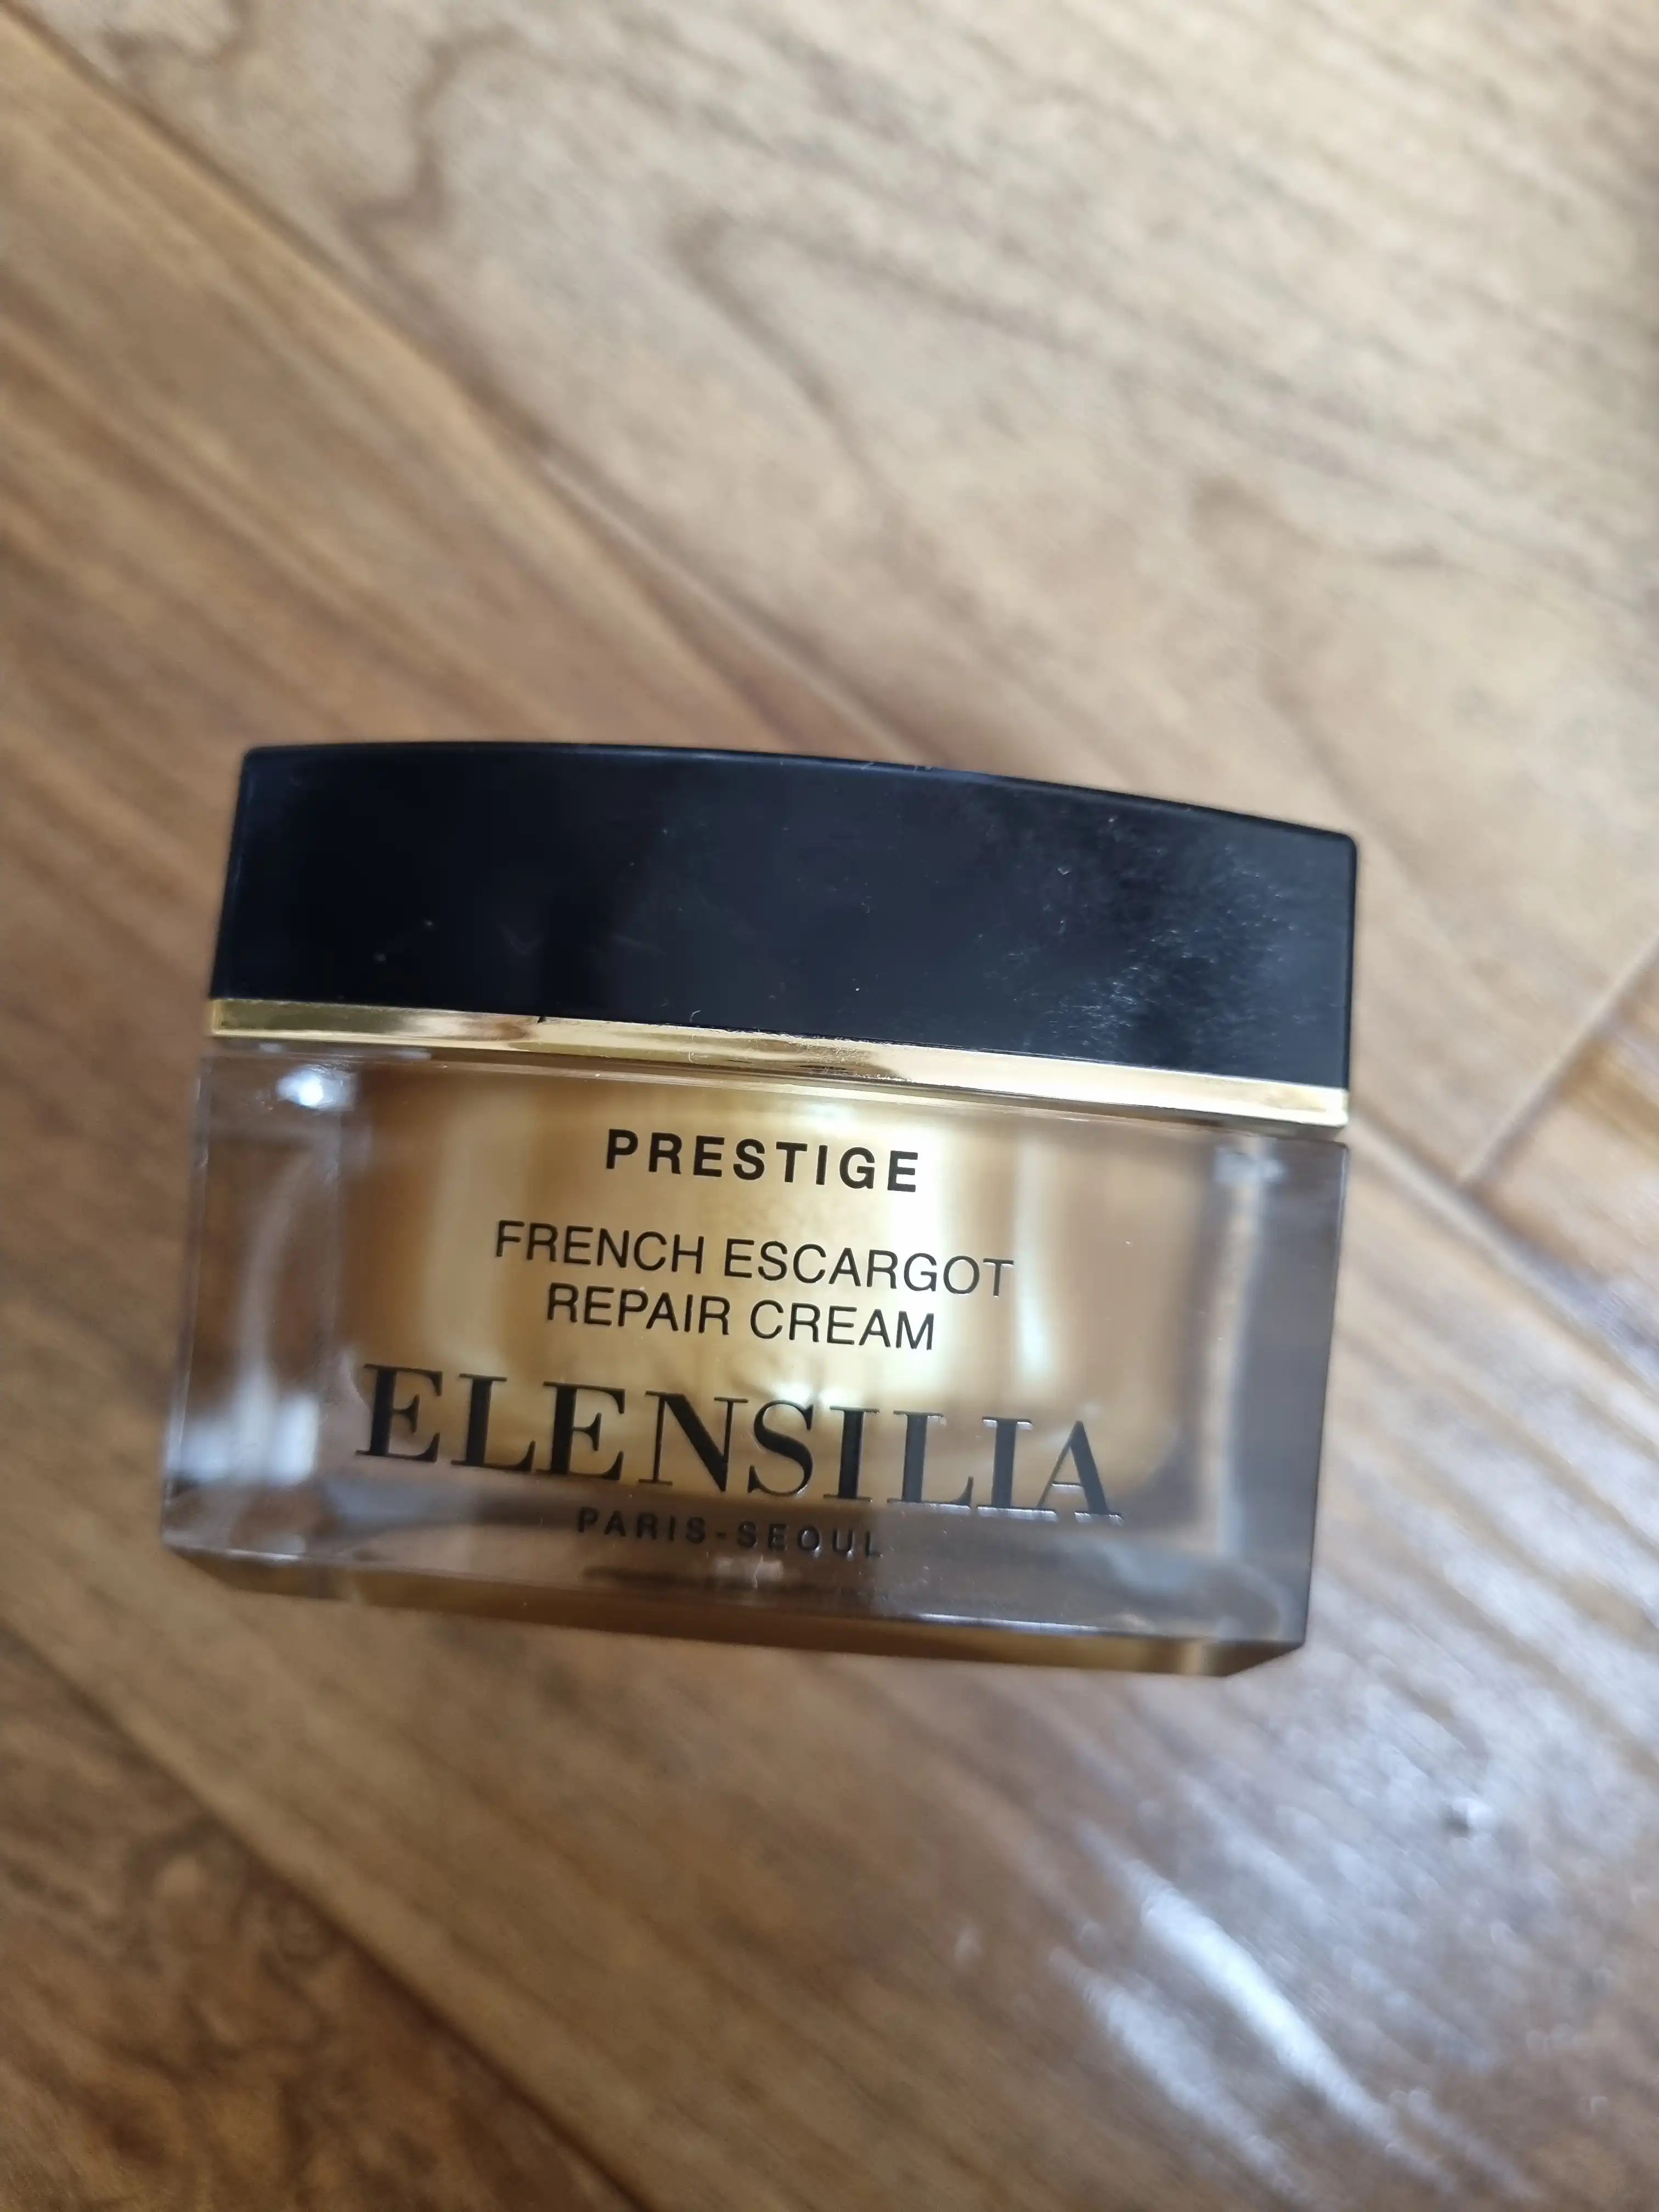 PRESTIGE
FRENCH ESCARGOT
REPAIR CREAM
ELENSILIA
PARIS-SEOUL